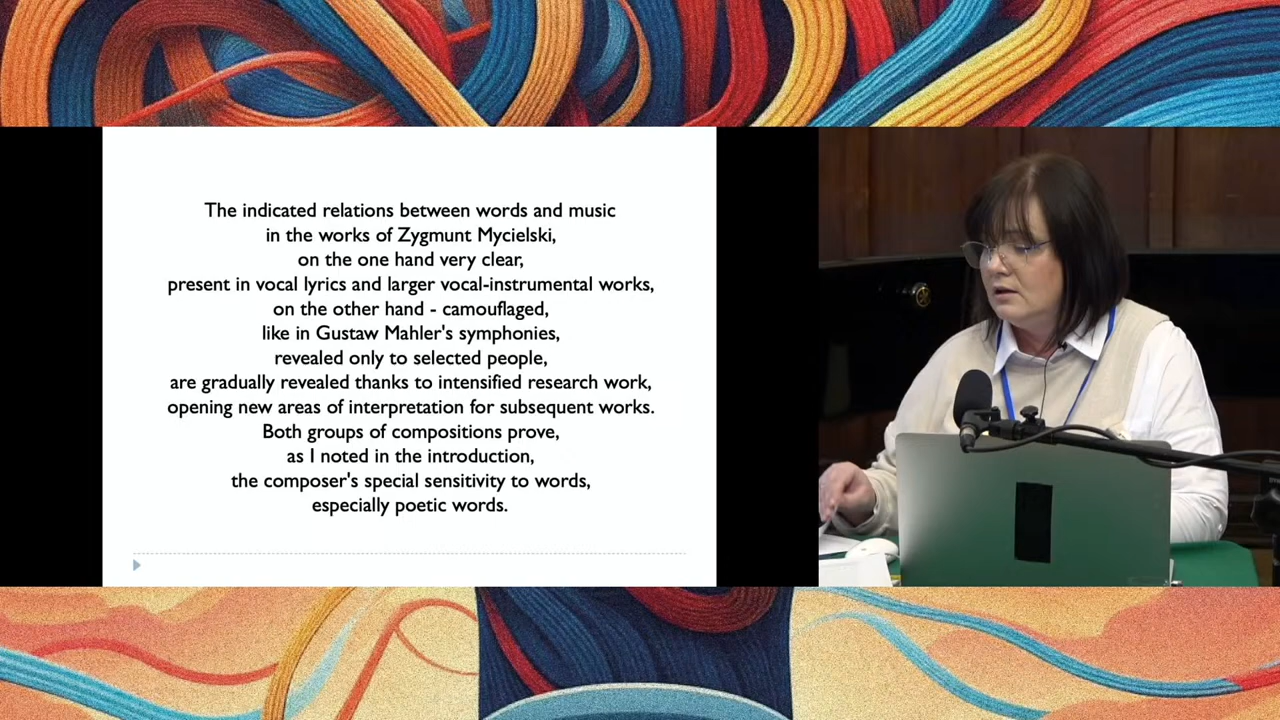 The indicated relations between words and music
in the works of Zygmunt Mycielski,
on the one hand very clear,
present in vocal lyrics and larger vocal-instrumental works,
on the other hand - camouflaged,
like in Gustaw Mahler's symphonies,
revealed only to selected people,
are gradually revealed thanks to intensified research work,
opening new areas of interpretation for subsequent works.
Both groups of compositions prove,
as I noted in the introduction,
the composer's special sensitivity to words,
especially poetic words.